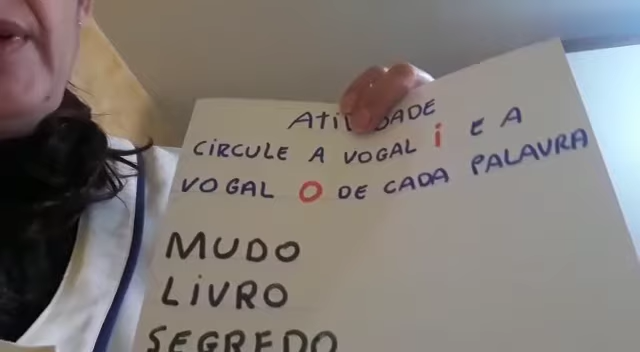 CiRCULE A VOGAL i E A
VOGAL O DE CADA PALAVRA
MUDO
LiVRO
SEGREDO